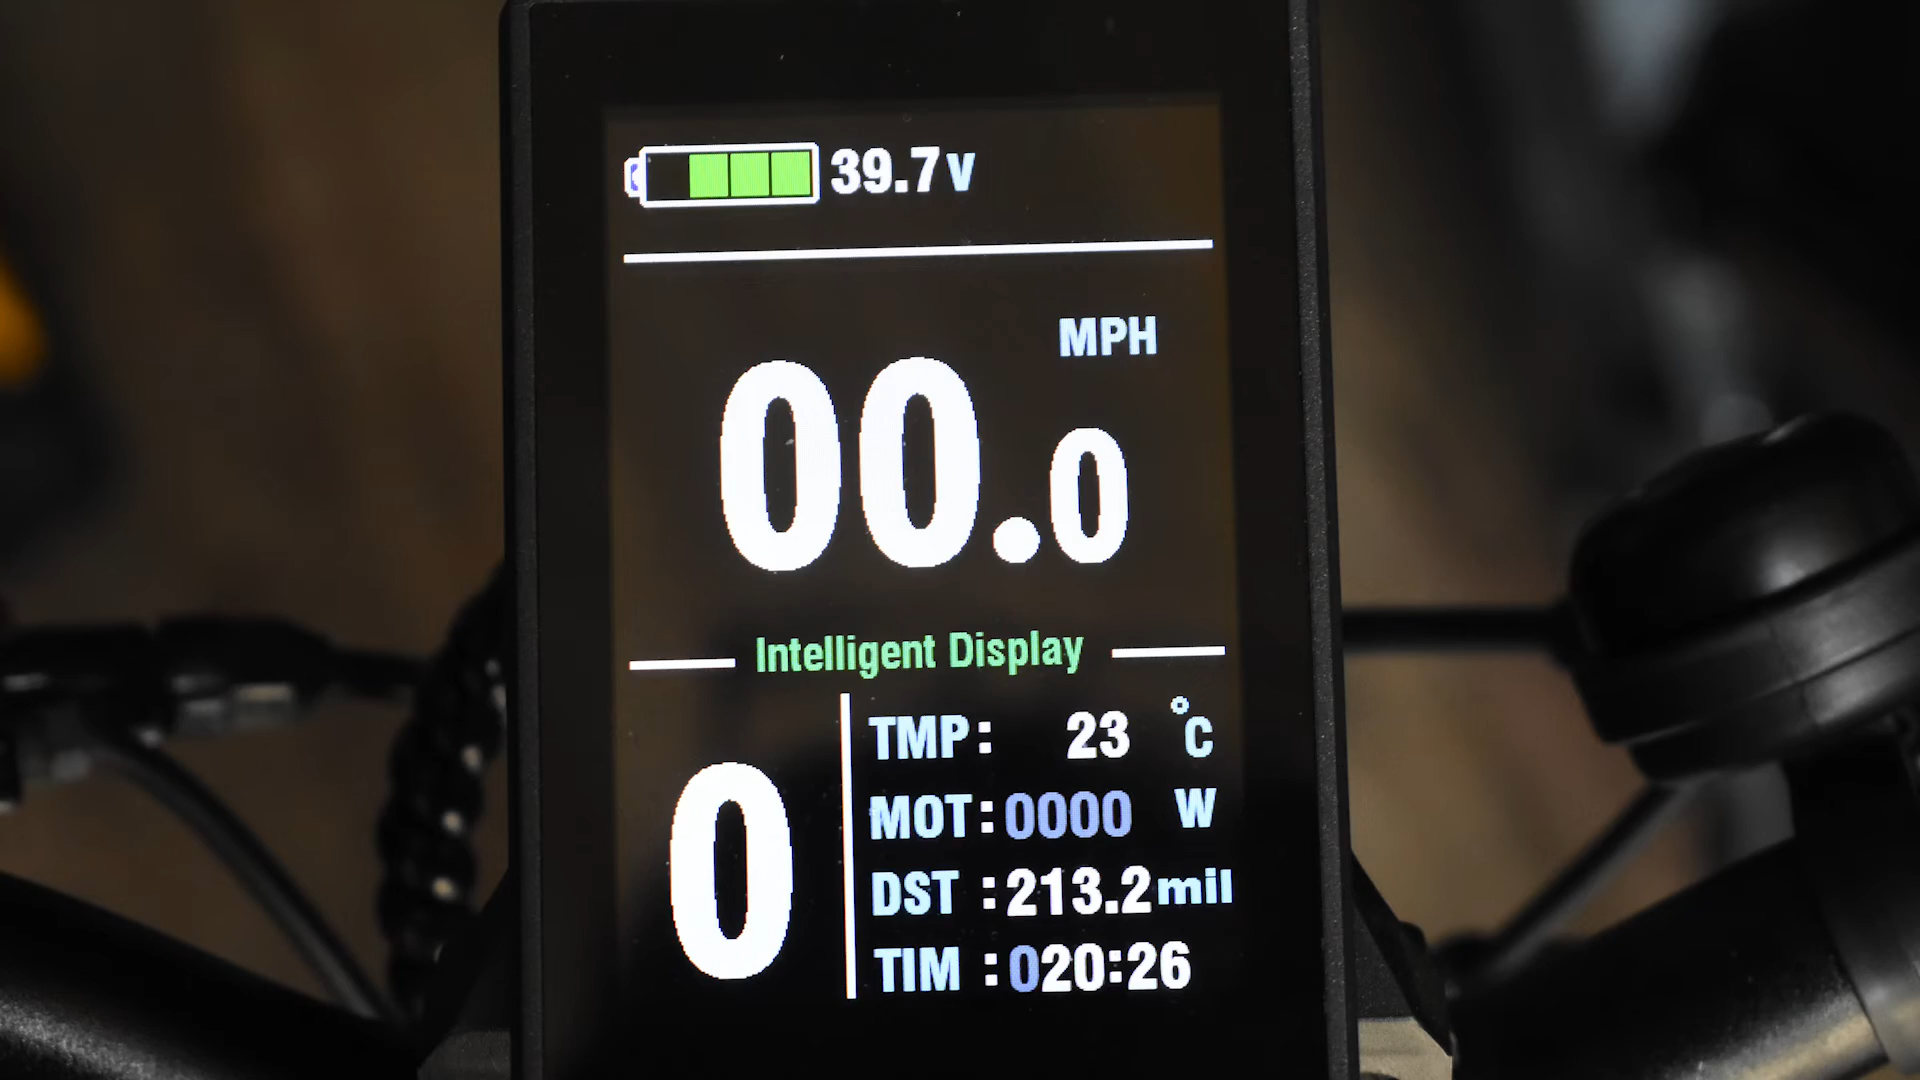 39.7V
MPH
00.0
Intelligent Display
0
TMP: 23 °C
MOT:0000 W
DST :213.2mil
TIM :020:26